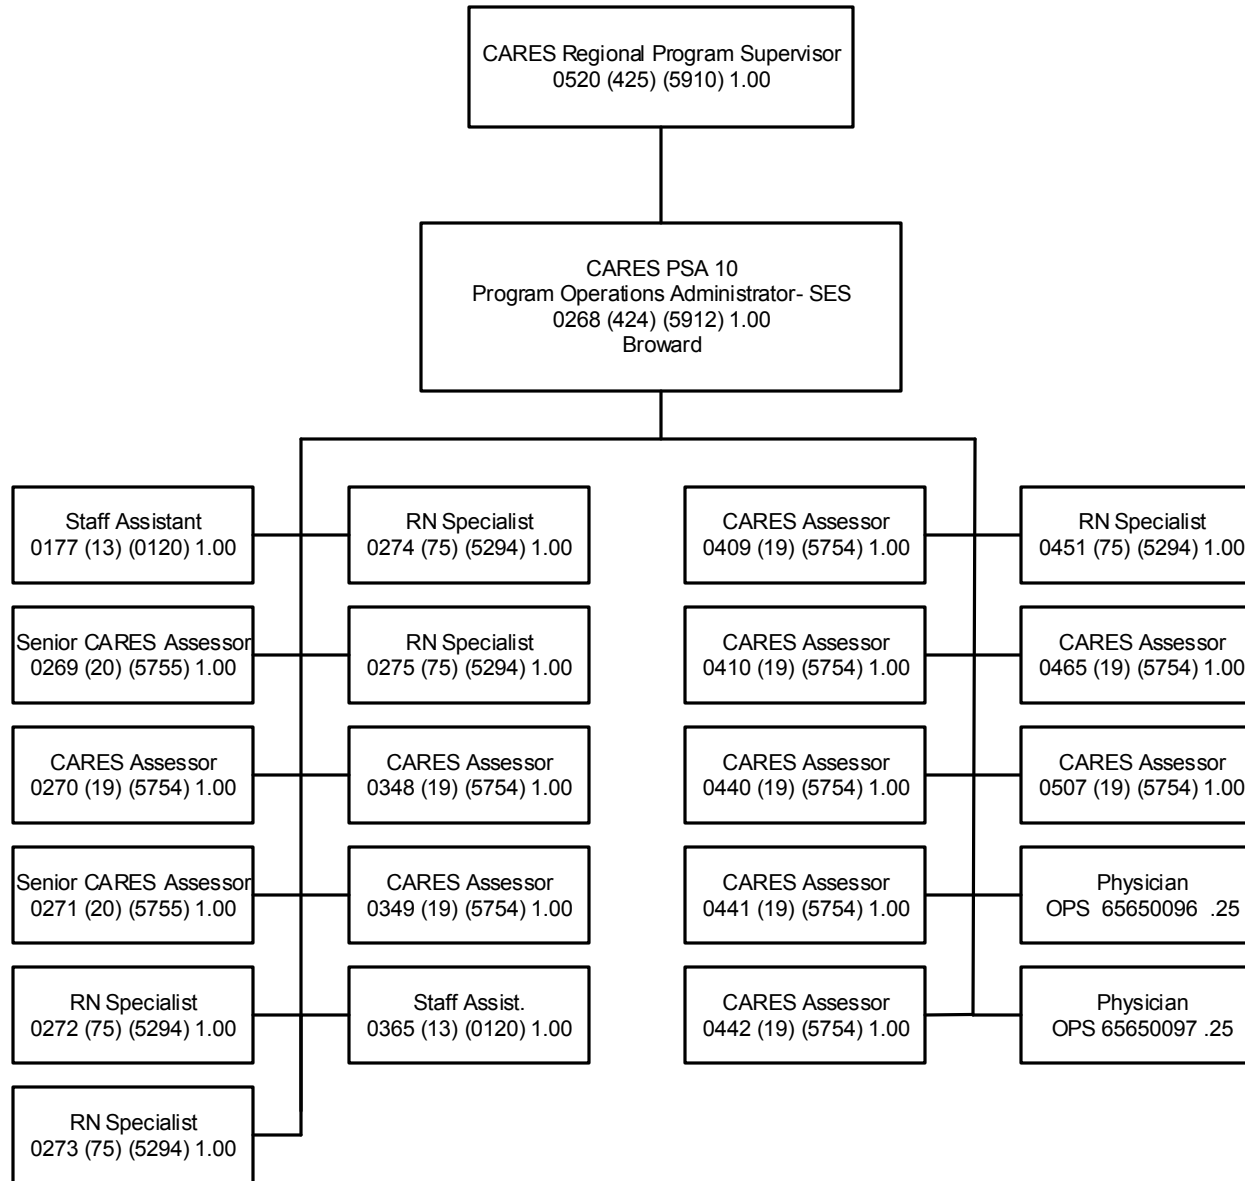 CARES Regional Program Supervisor
0520 (425) (5910) 1.00
CARES PSA 10
Program Operations Administrator- SES
0268 (424) (5912) 1.00
Broward
Staff Assistant
0177 (13) (0120) 1.00
RN Specialist
0274 (75) (5294) 1.00
CARES Assessor
0409 (19) (5754) 1.00
RN Specialist
0451 (75) (5294) 1.00
Senior CARES Assessor
0269 (20) (5755) 1.00
RN Specialist
0275 (75) (5294) 1.00
CARES Assessor
0410 (19) (5754) 1.00
CARES Assessor
0465 (19) (5754) 1.00
CARES Assessor
0270 (19) (5754) 1.00
CARES Assessor
0348 (19) (5754) 1.00
CARES Assessor
0440 (19) (5754) 1.00
CARES Assessor
0507 (19) (5754) 1.00
Senior CARES Assessor
0271 (20) (5755) 1.00
CARES Assessor
0349 (19) (5754) 1.00
CARES Assessor
0441 (19) (5754) 1.00
Physician
OPS 65650096 .25
RN Specialist
0272 (75) (5294) 1.00
Staff Assist.
0365 (13) (0120) 1.00
CARES Assessor
0442 (19) (5754) 1.00
Physician
OPS 65650097 .25
RN Specialist
0273 (75) (5294) 1.00